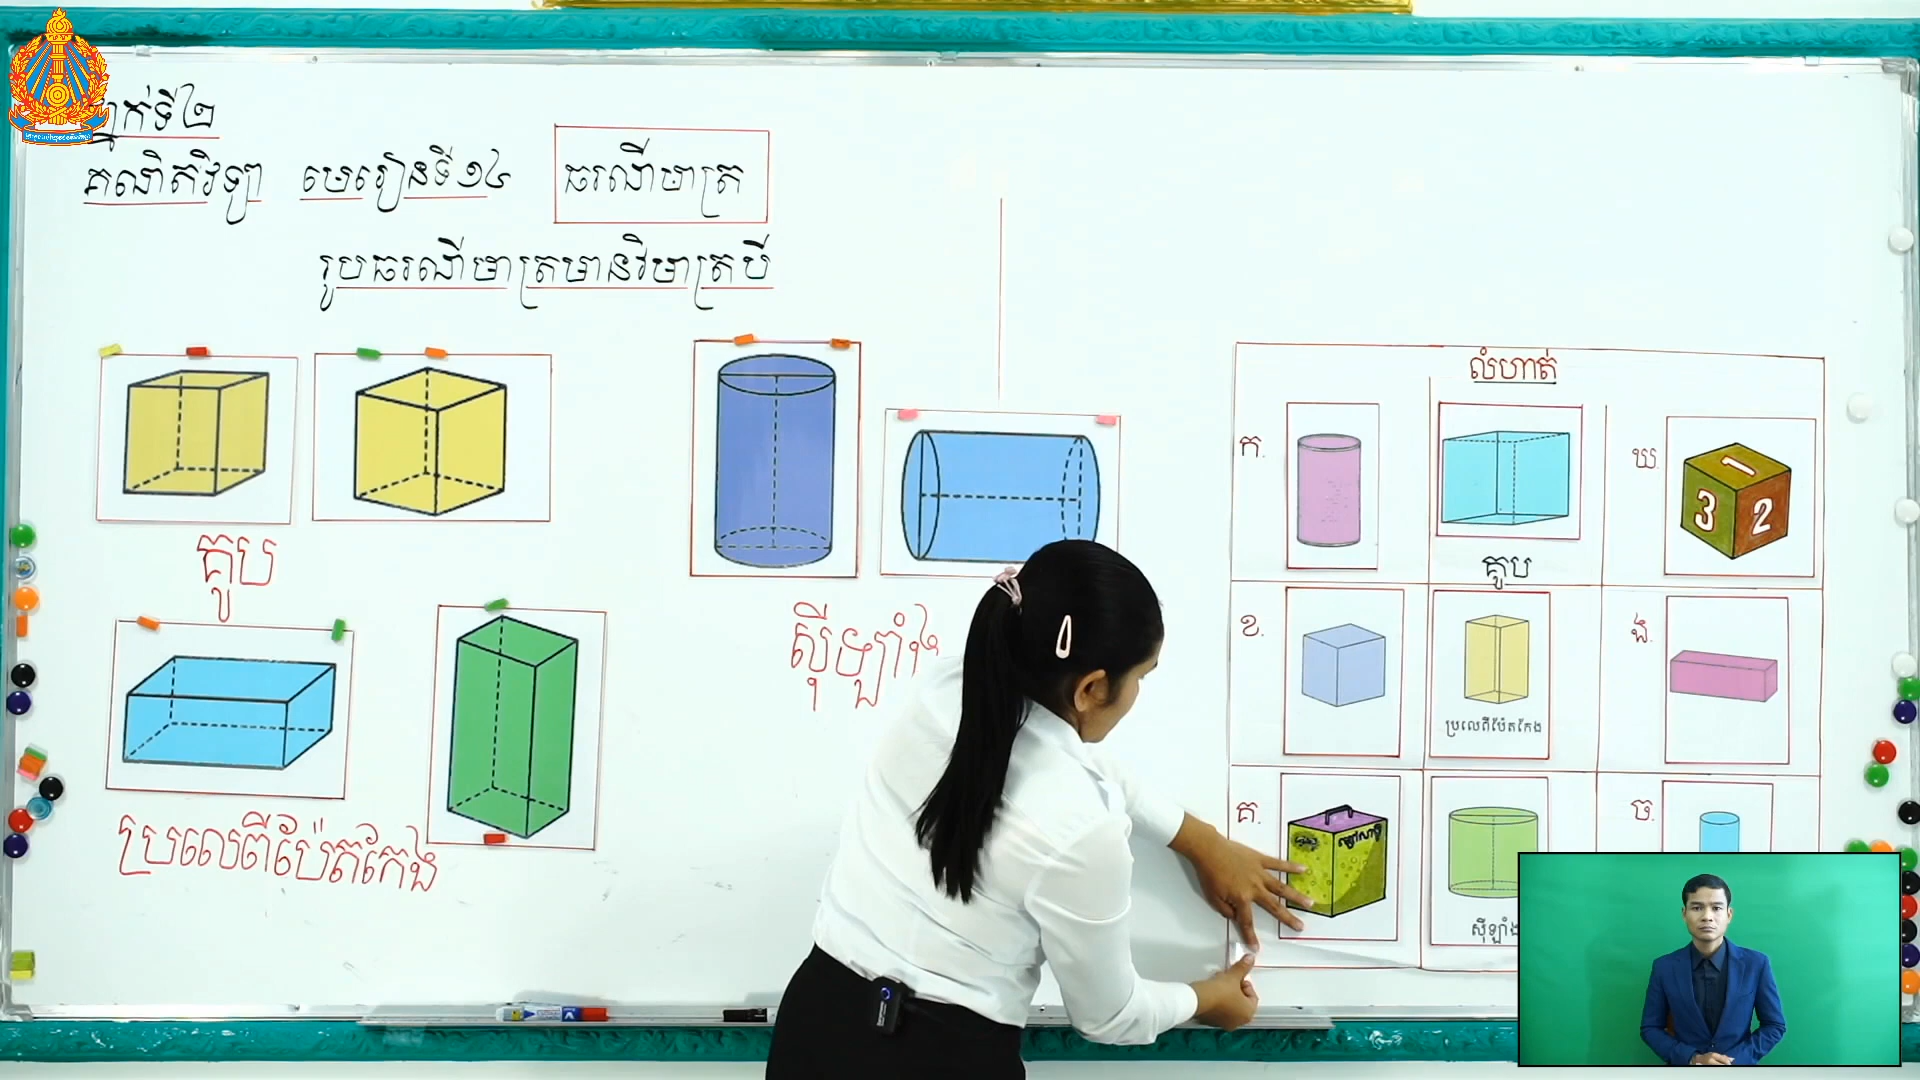 ថ្នាក់ទី២
គណិតវិទ្យា មេរៀនទី១៤ ធរណីមាត្រ
រូបធរណីមាត្រមានវិមាត្របី
គូប
ស៊ីឡាំង
ប្រលេពីប៉ែតកែង
លំហាត់
ក.
ឃ.
3 1 2
គូប
ខ.
ង.
ប្រលេពីប៉ែតកែង
គ.
ច.
ស៊ីឡាំង